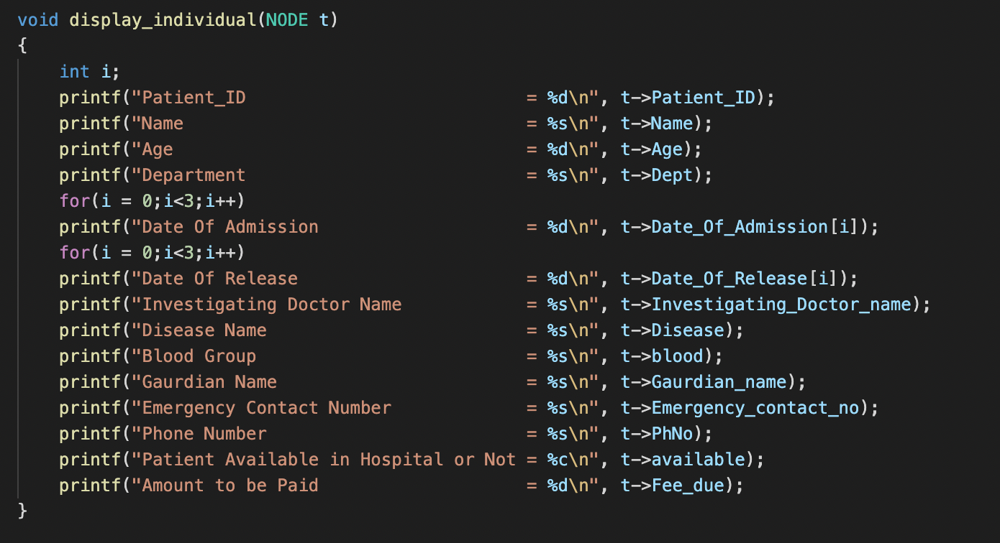 void display_individual(NODE t)
{
    int i;
    printf("Patient_ID                           = %d\n", t->Patient_ID);
    printf("Name                                 = %s\n", t->Name);
    printf("Age                                  = %d\n", t->Age);
    printf("Department                           = %s\n", t->Dept);
    for(i = 0;i<3;i++)
    printf("Date Of Admission                    = %d\n", t->Date_Of_Admission[i]);
    for(i = 0;i<3;i++)
    printf("Date Of Release                      = %d\n", t->Date_Of_Release[i]);
    printf("Investigating Doctor Name            = %s\n", t->Investigating_Doctor_name);
    printf("Disease Name                         = %s\n", t->Disease);
    printf("Blood Group                          = %s\n", t->blood);
    printf("Gaurdian Name                        = %s\n", t->Gaurdian_name);
    printf("Emergency Contact Number             = %s\n", t->Emergency_contact_no);
    printf("Phone Number                         = %s\n", t->PhNo);
    printf("Patient Available in Hospital or Not = %c\n", t->available);
    printf("Amount to be Paid                    = %d\n", t->Fee_due);
}